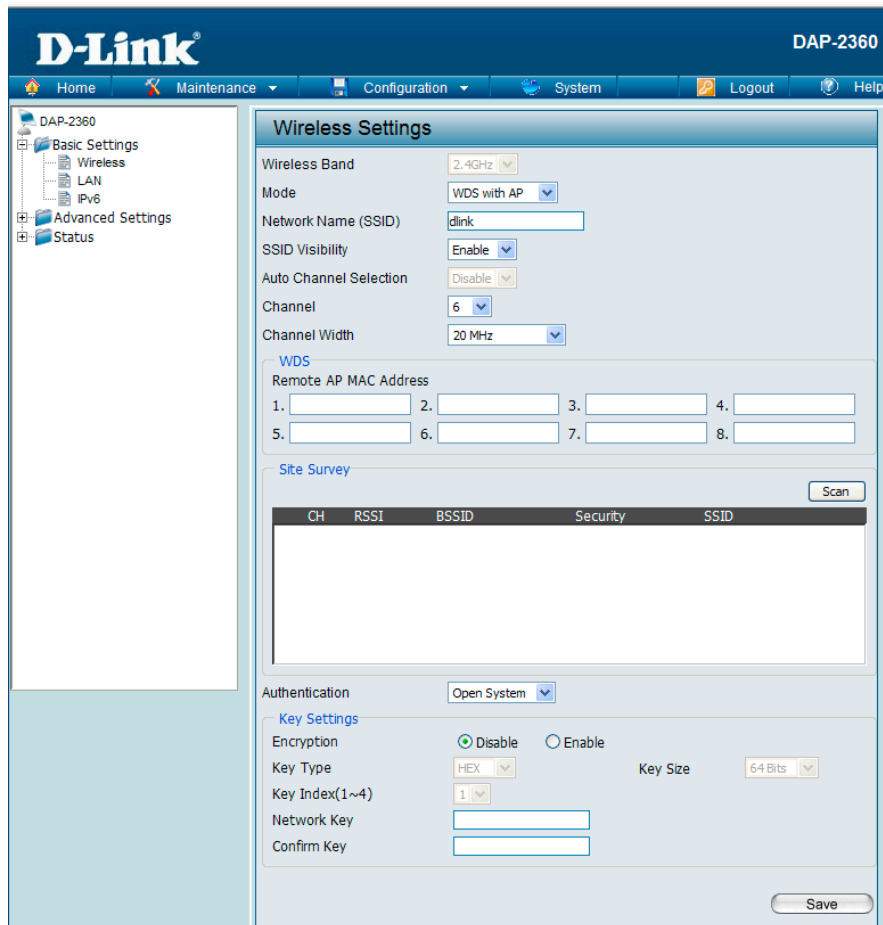 D-Link®
DAP-2360
Home Maintenance Configuration System Logout Help
DAP-2360
Basic Settings
Wireless
LAN
IPv6
Advanced Settings
Status
Wireless Settings
Wireless Band 2.4GHz
Mode WDS with AP
Network Name (SSID) dlink
SSID Visibility Enable
Auto Channel Selection Disable
Channel 6
Channel Width 20 MHz
WDS
Remote AP MAC Address
1. 2. 3. 4.
5. 6. 7. 8.
Site Survey
Scan
CH RSSI BSSID Security SSID
Authentication Open System
Key Settings
Encryption Disable Enable
Key Type HEX Key Size 64 Bits
Key Index(1~4) 1
Network Key
Confirm Key
Save